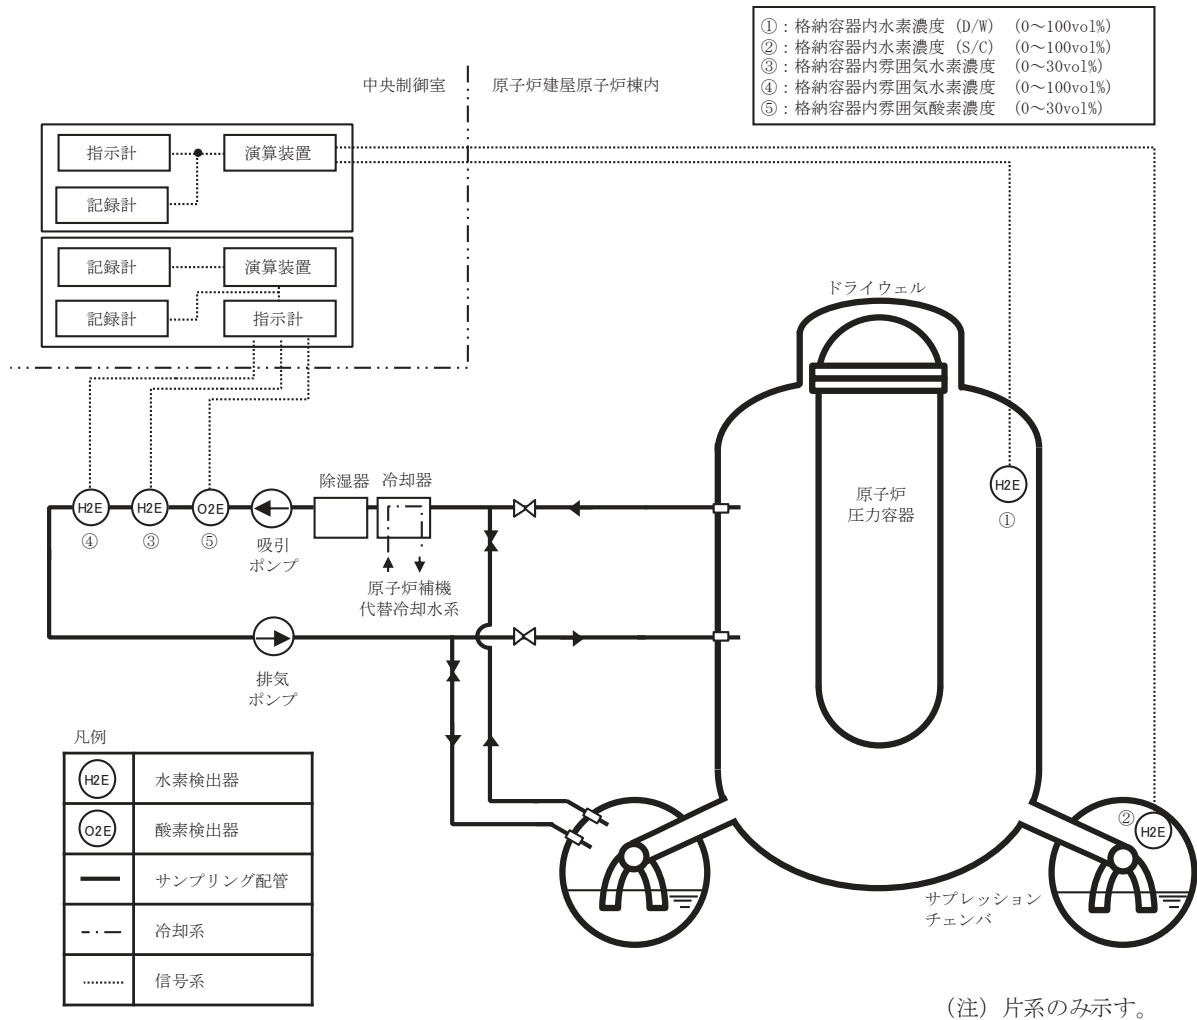 ①：格納容器内水素濃度（D/W）　（0～100vol%）
②：格納容器内水素濃度（S/C）　（0～100vol%）
③：格納容器内雰囲気水素濃度　（0～30vol%）
④：格納容器内雰囲気水素濃度　（0～100vol%）
⑤：格納容器内雰囲気酸素濃度　（0～30vol%）
中央制御室
原子炉建屋原子炉棟内
指示計
演算装置
記録計
記録計
演算装置
記録計
指示計
ドライウェル
原子炉
圧力容器
H2E
①
除湿器
冷却器
H2E
H2E
O2E
④
③
⑤
吸引
ポンプ
原子炉補機
代替冷却水系
排気
ポンプ
②
H2E
サプレッション
チェンバ
凡例
H2E
水素検出器
O2E
酸素検出器
サンプリング配管
冷却系
信号系
（注）片系のみ示す。